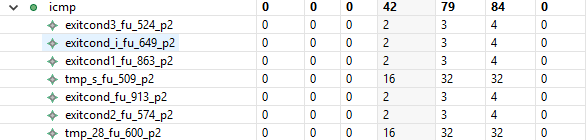 icmp 0 0 0 42 79 84 0
exitcond3_fu_524_p2 0 0 0 2 3 4 0
exitcond_i_fu_649_p2 0 0 0 2 3 4 0
exitcond1_fu_863_p2 0 0 0 2 3 4 0
tmp_s_fu_509_p2 0 0 0 16 32 32 0
exitcond_fu_913_p2 0 0 0 2 3 4 0
exitcond2_fu_574_p2 0 0 0 2 3 4 0
tmp_28_fu_600_p2 0 0 0 16 32 32 0